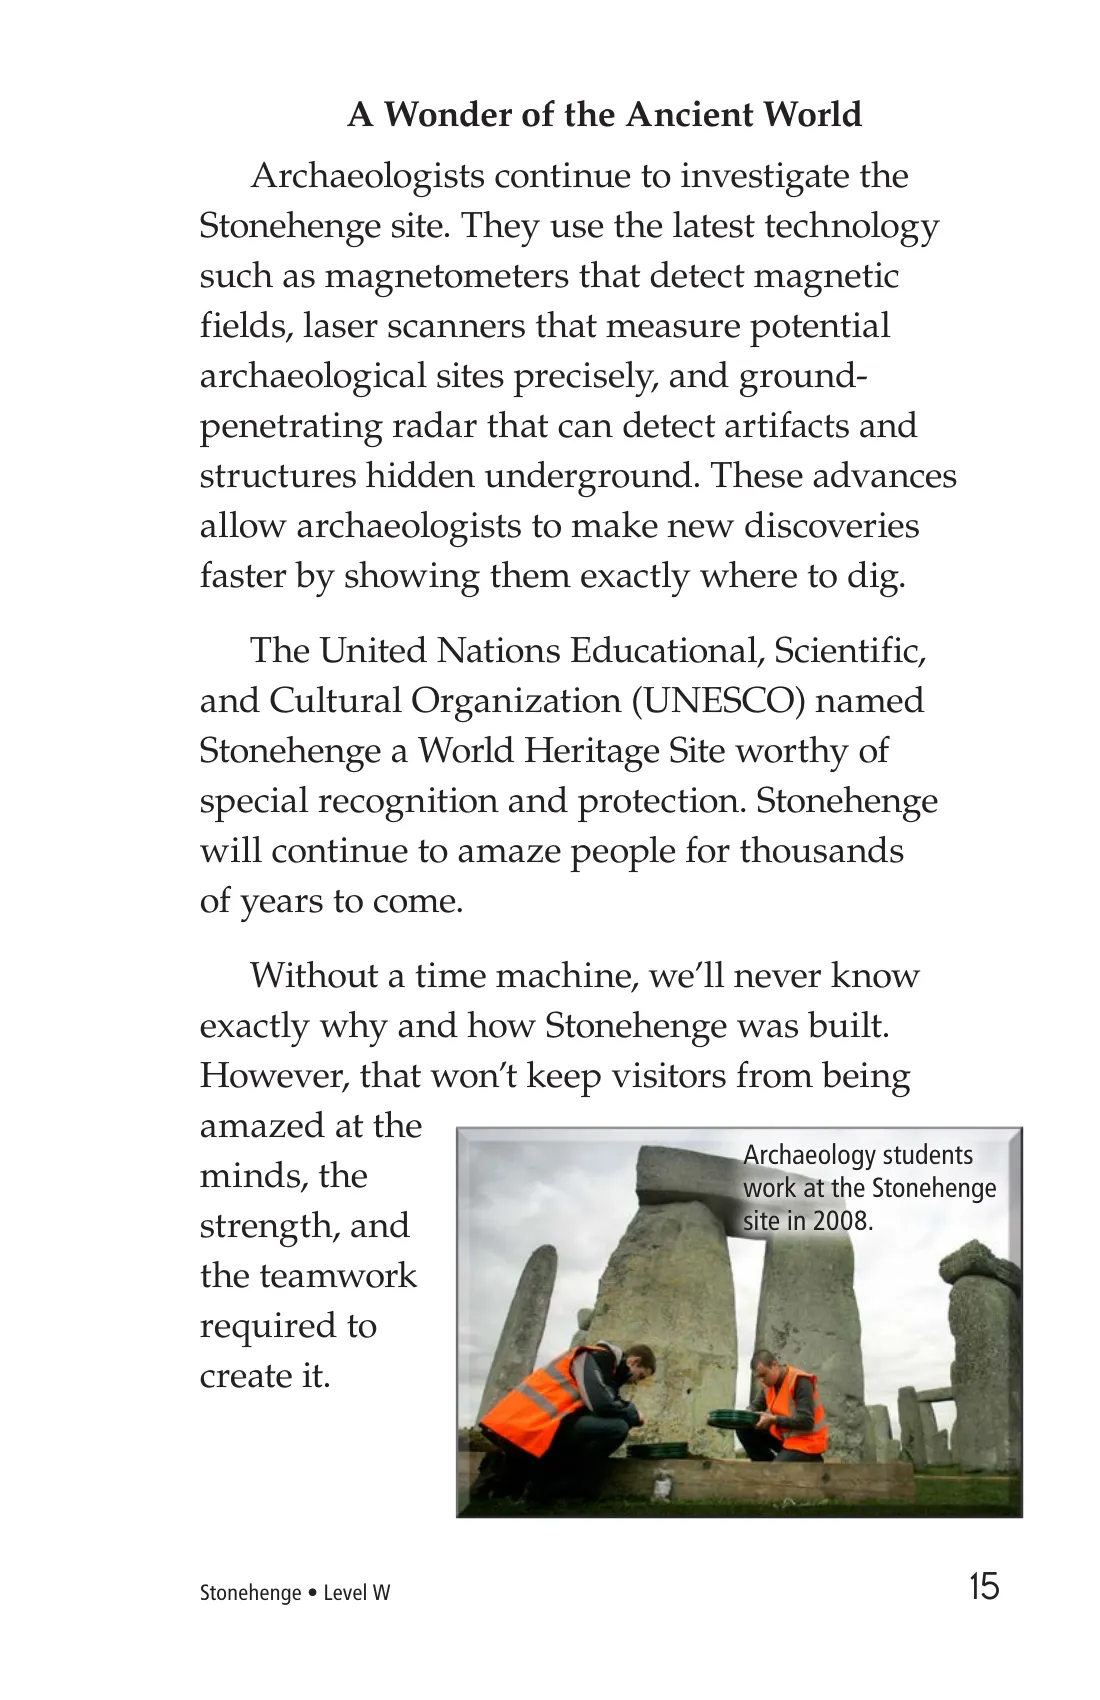 A Wonder of the Ancient World
Archaeologists continue to investigate the
Stonehenge site. They use the latest technology
such as magnetometers that detect magnetic
fields, laser scanners that measure potential
archaeological sites precisely, and ground-
penetrating radar that can detect artifacts and
structures hidden underground. These advances
allow archaeologists to make new discoveries
faster by showing them exactly where to dig.
The United Nations Educational, Scientific,
and Cultural Organization (UNESCO) named
Stonehenge a World Heritage Site worthy of
special recognition and protection. Stonehenge
will continue to amaze people for thousands
of years to come.
Without a time machine, we’ll never know
exactly why and how Stonehenge was built.
However, that won’t keep visitors from being
amazed at the
minds, the
strength, and
the teamwork
required to
create it.
Archaeology students
work at the Stonehenge
site in 2008.
Stonehenge • Level W
15